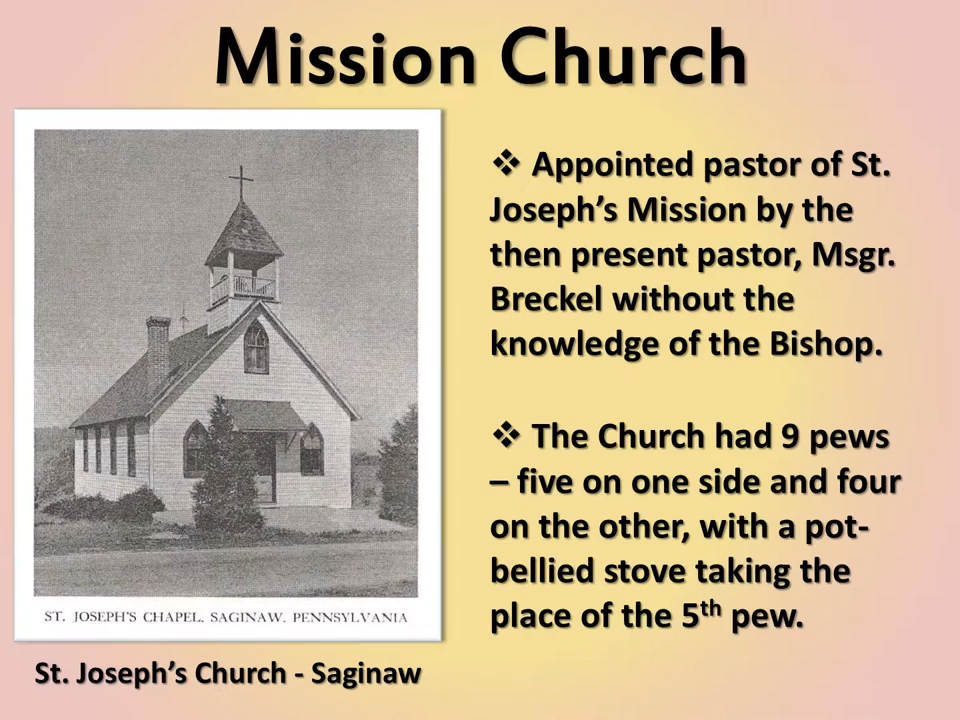 Mission Church
❖ Appointed pastor of St.
Joseph's Mission by the
then present pastor, Msgr.
Breckel without the
knowledge of the Bishop.
❖ The Church had 9 pews
– five on one side and four
on the other, with a pot-
bellied stove taking the
place of the 5th pew.
ST. JOSEPH'S CHAPEL, SAGINAW, PENNSYLVANIA
St. Joseph's Church - Saginaw